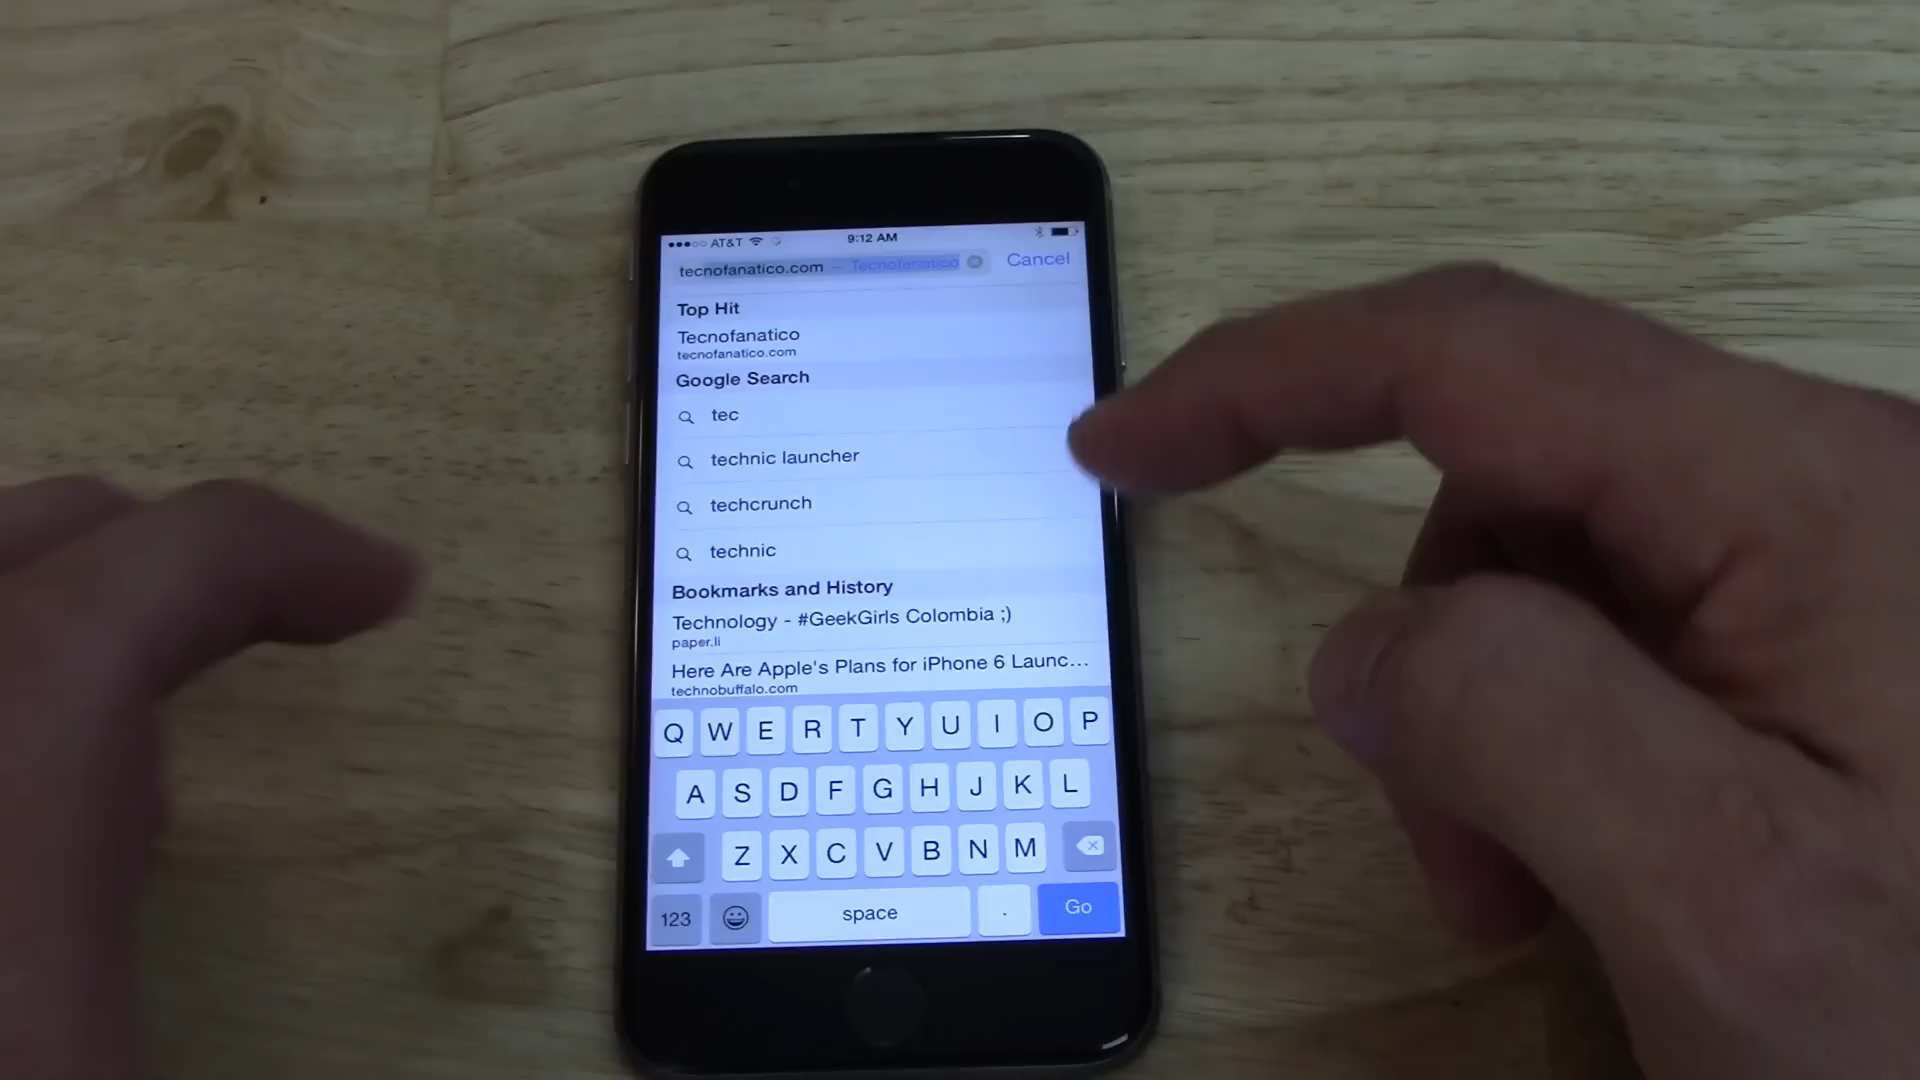 AT&T 9:12 AM
tecnofanatico.com — Tecnofanatico Cancel
Top Hit
Tecnofanatico
tecnofanatico.com
Google Search
tec
technic launcher
techcrunch
technic
Bookmarks and History
Technology - #GeekGirls Colombia ;)
paper.li
Here Are Apple's Plans for iPhone 6 Launc...
technobuffalo.com
Q W E R T Y U I O P
A S D F G H J K L
Z X C V B N M
123 space . Go